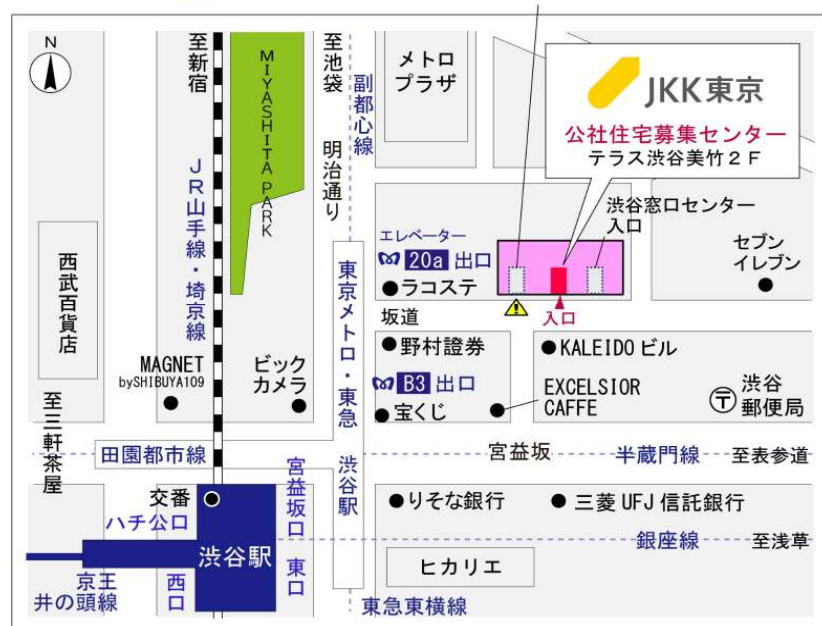 N
至新宿
MIYASHITA PARK
至池袋
副都心線
明治通り
メトロ
プラザ
JKK東京
公社住宅募集センター
テラス渋谷美竹2F
JR山手線・埼京線
西武百貨店
エレベーター
20a 出口
ラコステ
渋谷窓口センター
入口
セブン
イレブン
入口
坂道
東京メトロ・東急 渋谷駅
MAGNET
bySHIBUYA109
ビック
カメラ
野村證券
B3 出口
宝くじ
KALEIDO ビル
EXCELSIOR
CAFFE
渋谷
郵便局
至三軒茶屋
田園都市線
宮益坂
半蔵門線
至表参道
交番
ハチ公口
宮益坂口
渋谷駅
りそな銀行
三菱 UFJ 信託銀行
銀座線
至浅草
京王
井の頭線
西口
東口
ヒカリエ
東急東横線